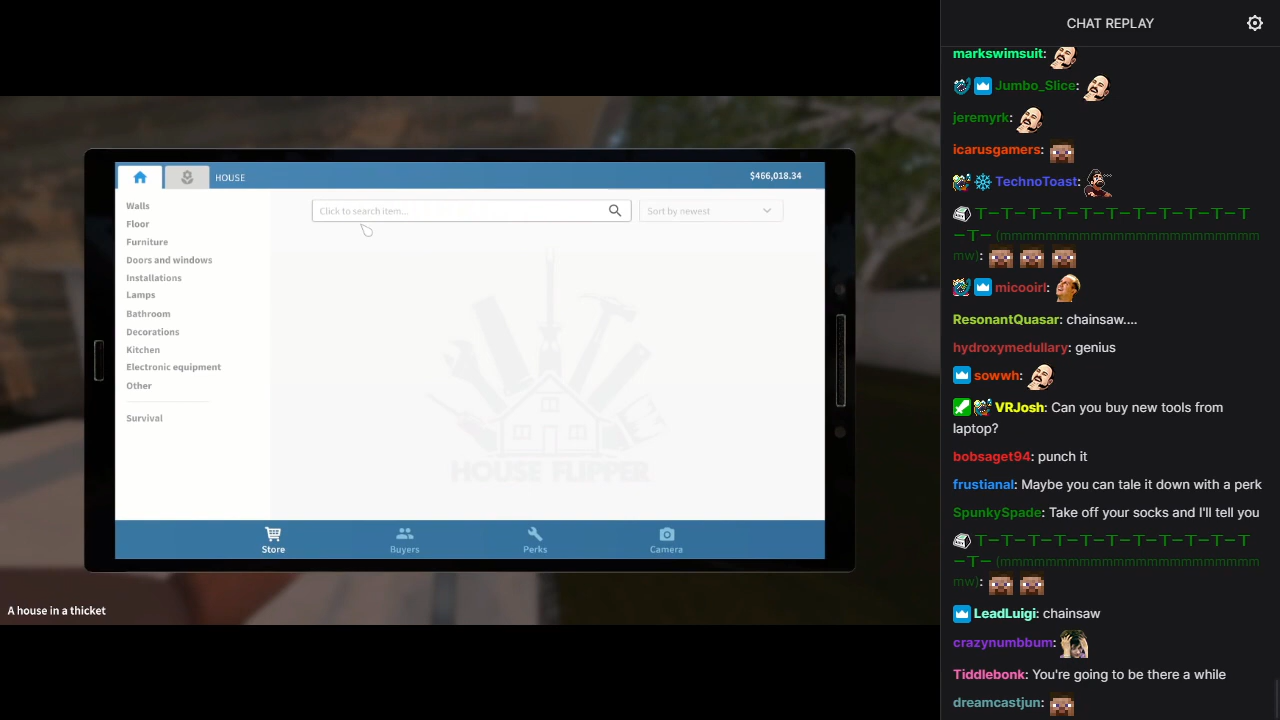 CHAT REPLAY
HOUSE
$466,018.34
Walls
Floor
Furniture
Doors and windows
Installations
Lamps
Bathroom
Decorations
Kitchen
Electronic equipment
Other
Survival
Click to search item...
Sort by newest
HOUSE FLIPPER
Store
Buyers
Perks
Camera
A house in a thicket
markswimsuit:
Jumbo_Slice:
jeremyrk:
icarusgamers:
TechnoToast:
micooirl:
ResonantQuasar: chainsaw....
hydroxymedullary: genius
sowwh:
VRJosh: Can you buy new tools from
laptop?
bobsaget94: punch it
frustianal: Maybe you can tale it down with a perk
SpunkySpade: Take off your socks and I'll tell you
LeadLuigi: chainsaw
crazynumbbum:
Tiddlebonk: You're going to be there a while
dreamcastjun: